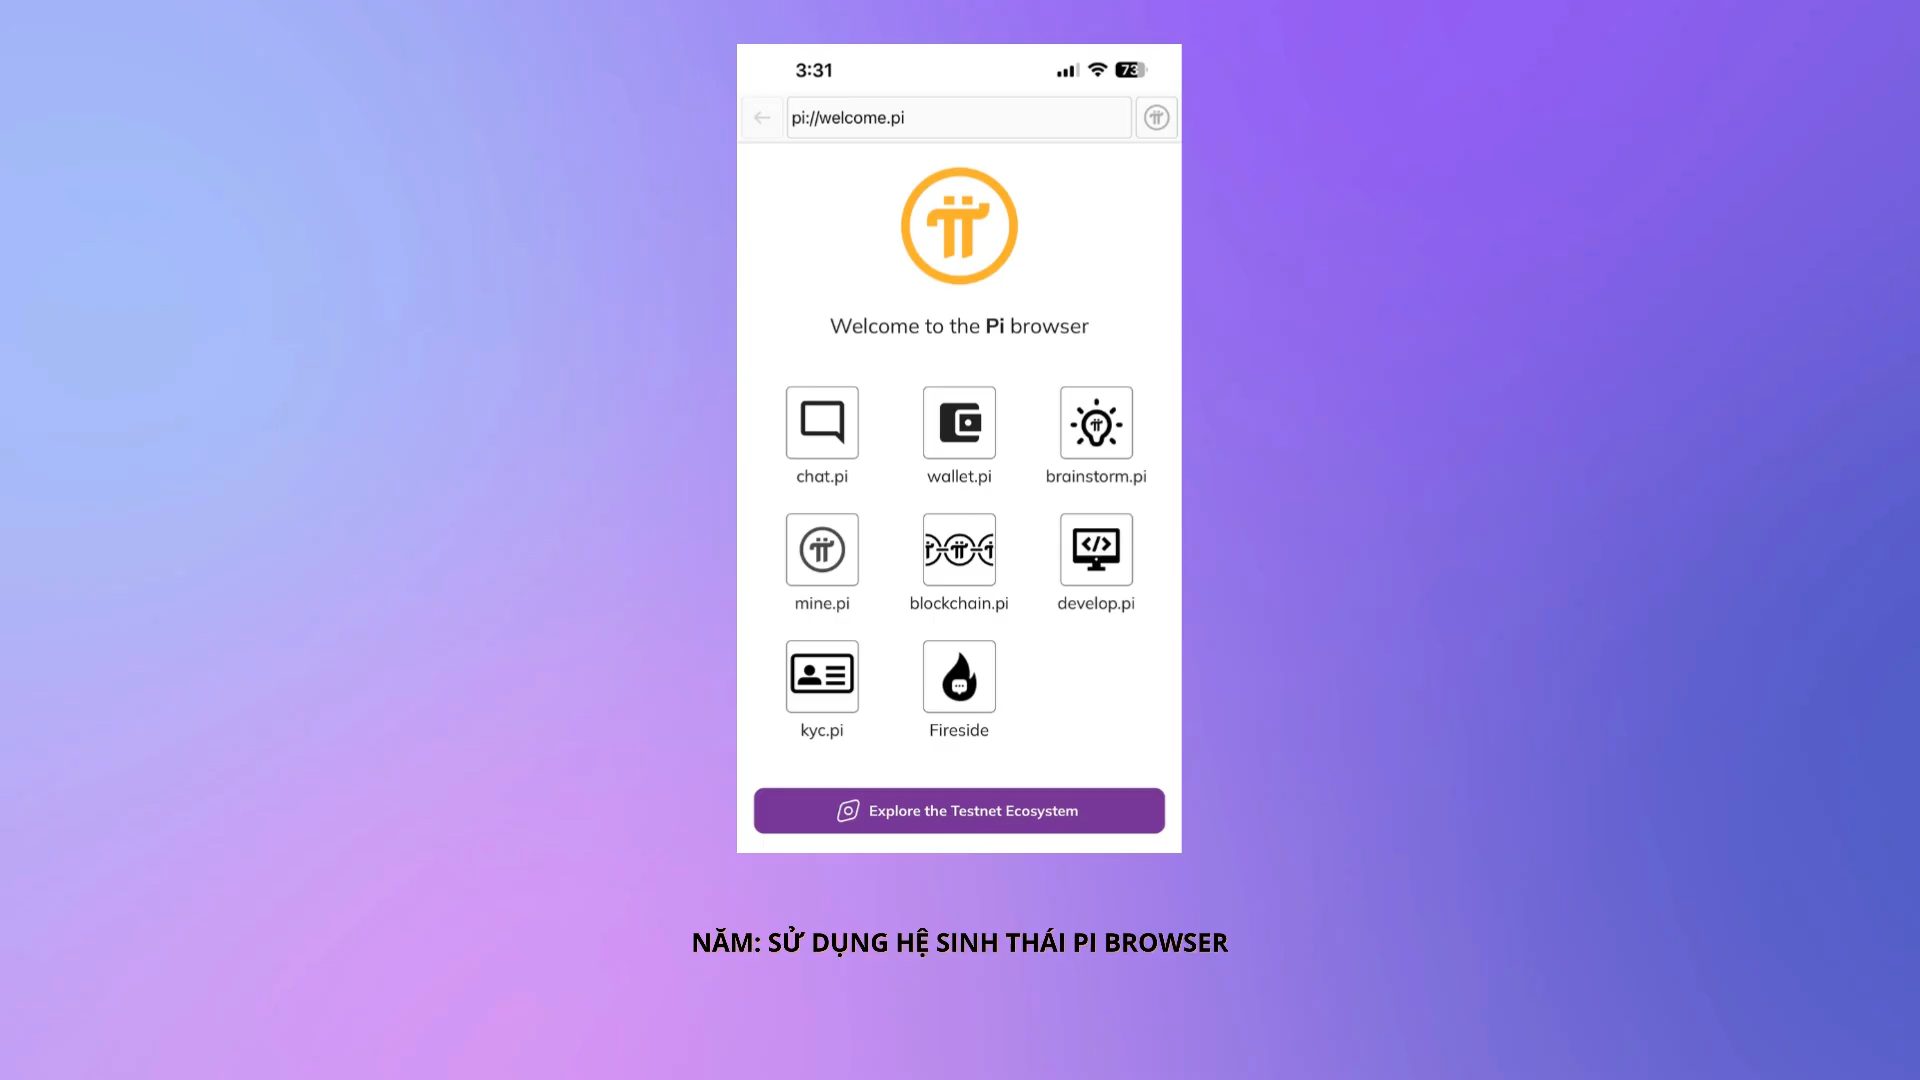 3:31
73
pi://welcome.pi
Welcome to the Pi browser
chat.pi
wallet.pi
brainstorm.pi
mine.pi
blockchain.pi
develop.pi
kyc.pi
Fireside
Explore the Testnet Ecosystem
NĂM: SỬ DỤNG HỆ SINH THÁI PI BROWSER